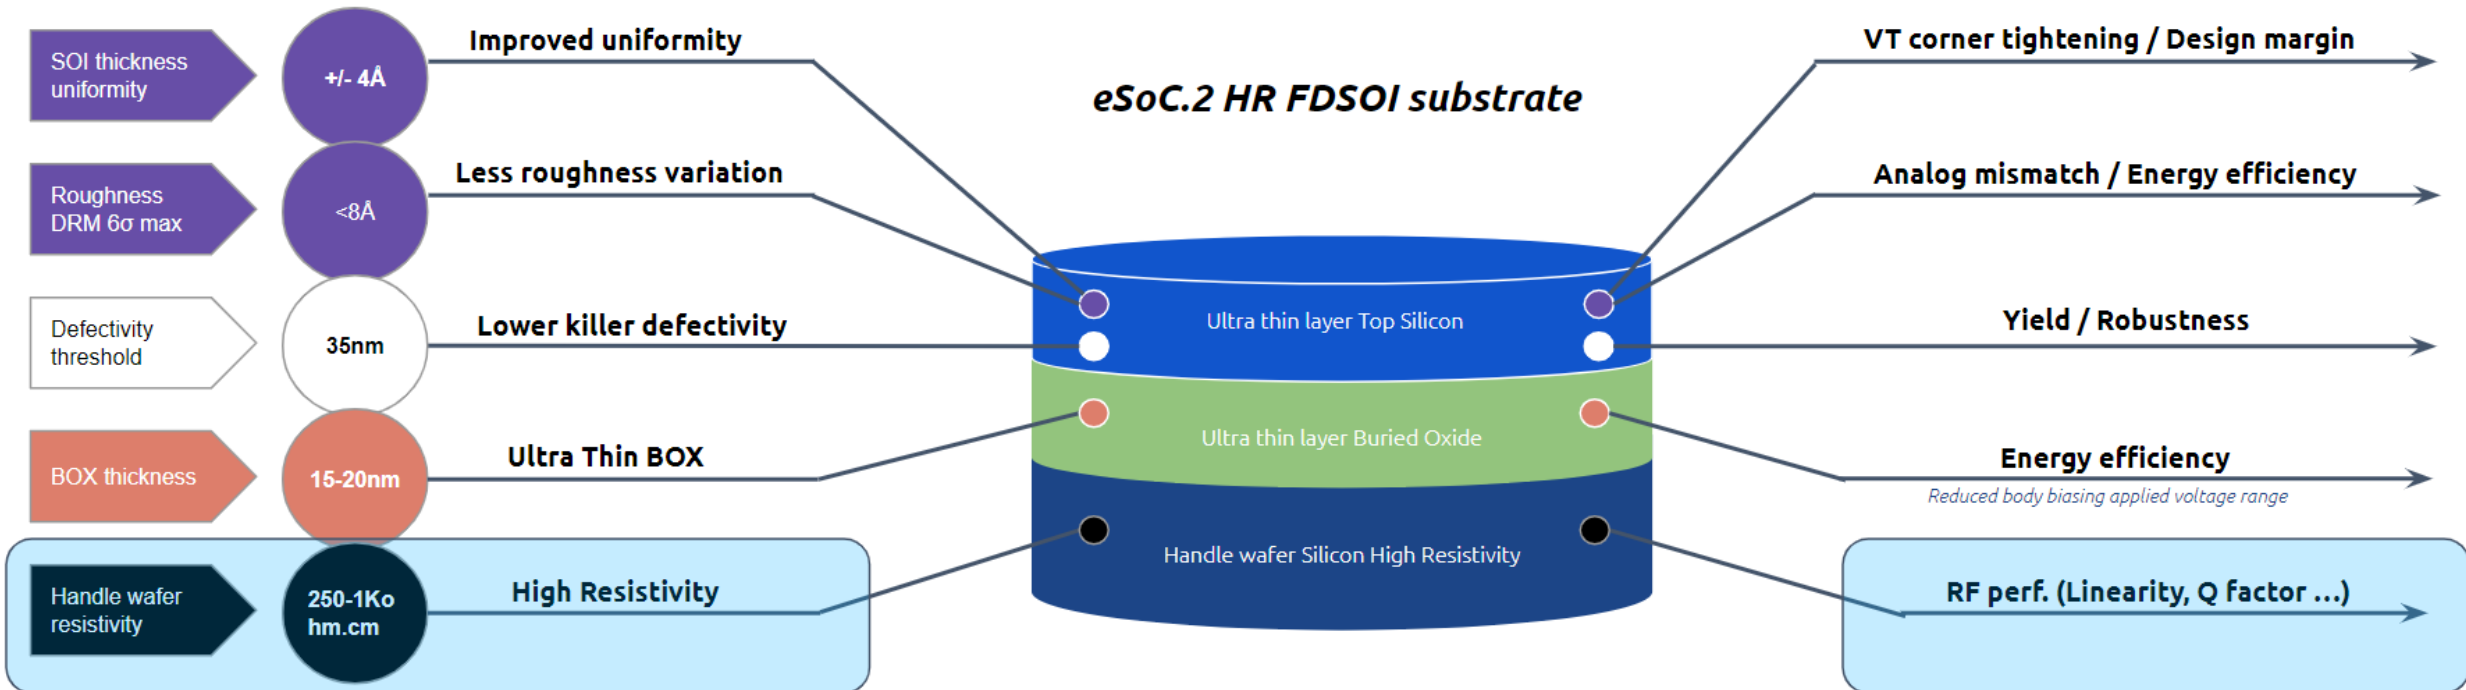 SOI thickness
uniformity
+/- 4Å
Improved uniformity
VT corner tightening / Design margin
eSoC.2 HR FDSOI substrate
Roughness
DRM 6σ max
<8Å
Less roughness variation
Analog mismatch / Energy efficiency
Defectivity
threshold
35nm
Lower killer defectivity
Ultra thin layer Top Silicon
Yield / Robustness
BOX thickness
15-20nm
Ultra Thin BOX
Ultra thin layer Buried Oxide
Energy efficiency
Reduced body biasing applied voltage range
Handle wafer
resistivity
250-1Ko
hm.cm
High Resistivity
Handle wafer Silicon High Resistivity
RF perf. (Linearity, Q factor ...)